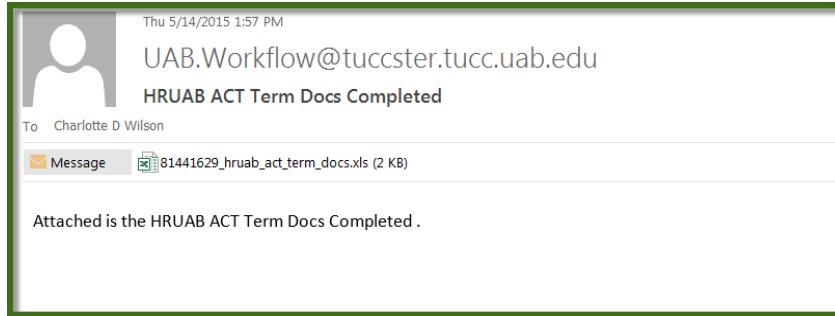 Thu 5/14/2015 1:57 PM
UAB.Workflow@tuccster.tucc.uab.edu
HRUAB ACT Term Docs Completed
To Charlotte D Wilson
Message 81441629_hruab_act_term_docs.xls (2 KB)
Attached is the HRUAB ACT Term Docs Completed .